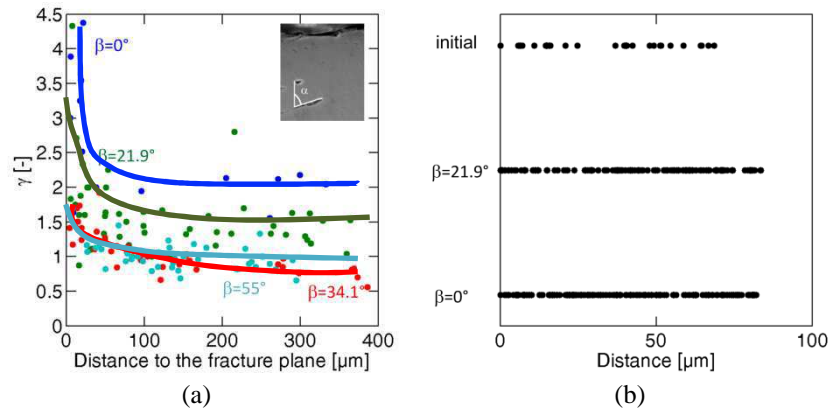 4.5
4
3.5
3
2.5
2
1.5
1
0.5
0
γ [-]
β=0°
β=21.9°
β=55°
β=34.1°
α
0 100 200 300 400
Distance to the fracture plane [µm]
(a)
initial
β=21.9°
β=0°
0 50 100
Distance [µm]
(b)